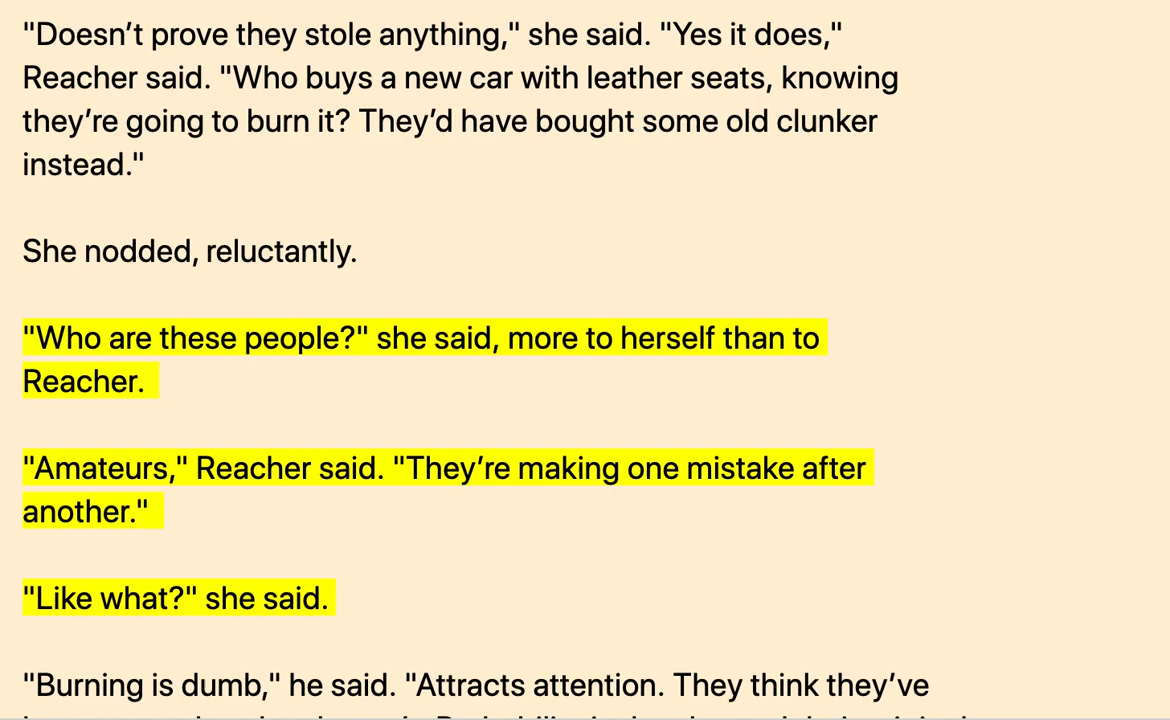 "Doesn’t prove they stole anything," she said. "Yes it does,"
Reacher said. "Who buys a new car with leather seats, knowing
they’re going to burn it? They’d have bought some old clunker
instead."
She nodded, reluctantly.
"Who are these people?" she said, more to herself than to
Reacher.
"Amateurs," Reacher said. "They’re making one mistake after
another."
"Like what?" she said.
"Burning is dumb," he said. "Attracts attention. They think they’ve